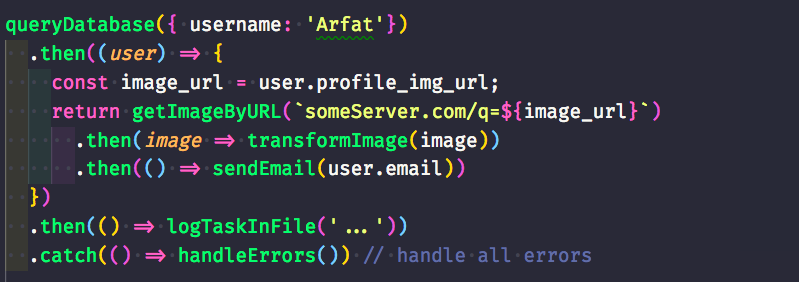 queryDatabase({ username: 'Arfat'})
  .then((user) => {
    const image_url = user.profile_img_url;
    return getImageByURL(`someServer.com/q=${image_url}`)
      .then(image => transformImage(image))
      .then(() => sendEmail(user.email))
  })
  .then(() => logTaskInFile('...'))
  .catch(() => handleErrors()) // handle all errors